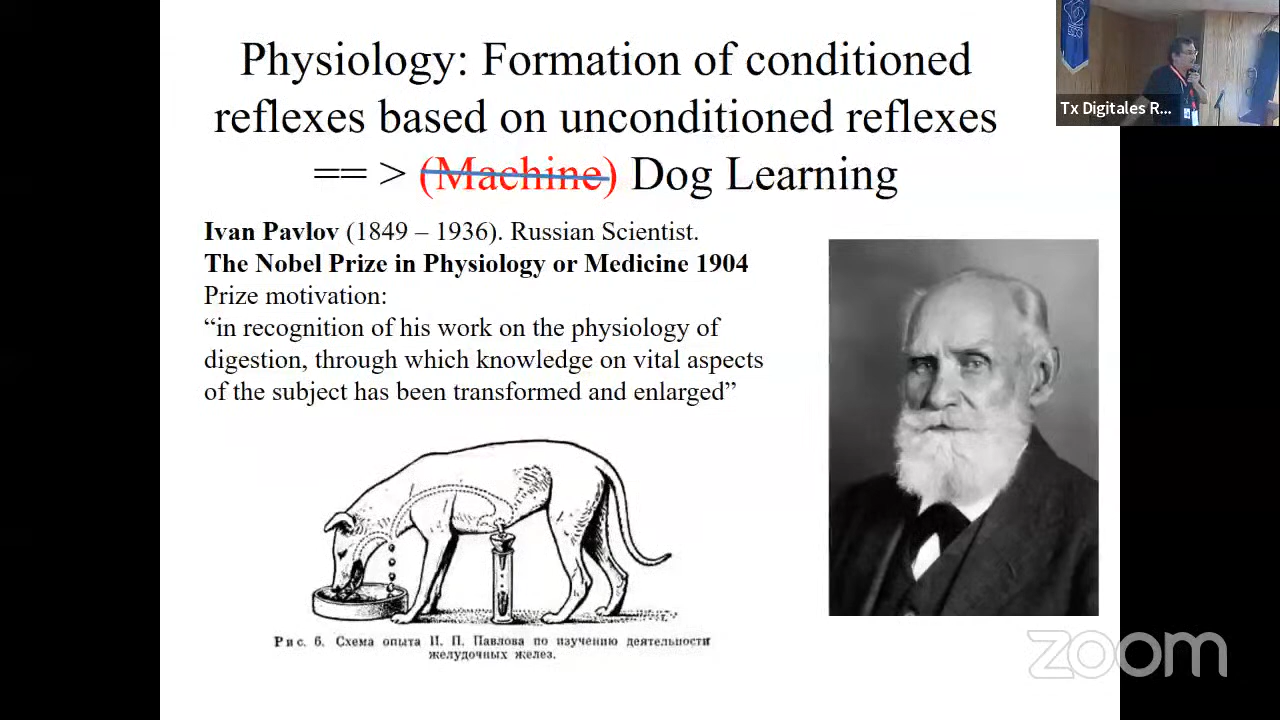 Physiology: Formation of conditioned
reflexes based on unconditioned reflexes
== > (Machine) Dog Learning
Ivan Pavlov (1849 – 1936). Russian Scientist.
The Nobel Prize in Physiology or Medicine 1904
Prize motivation:
“in recognition of his work on the physiology of
digestion, through which knowledge on vital aspects
of the subject has been transformed and enlarged”
Рис. 6. Схема опыта И. П. Павлова по изучению деятельности
желудочных желез.
Tx Digitales R...
zoom